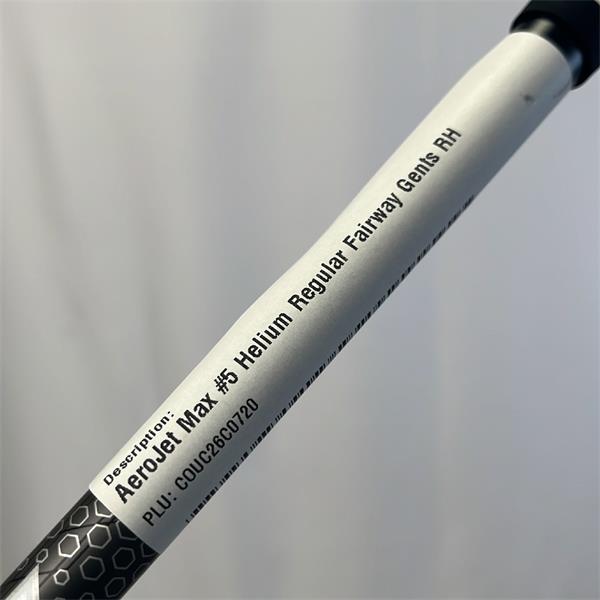 Description:
AeroJet Max #5 Helium Regular Fairway Gents RH
PLU: COUC26C0720